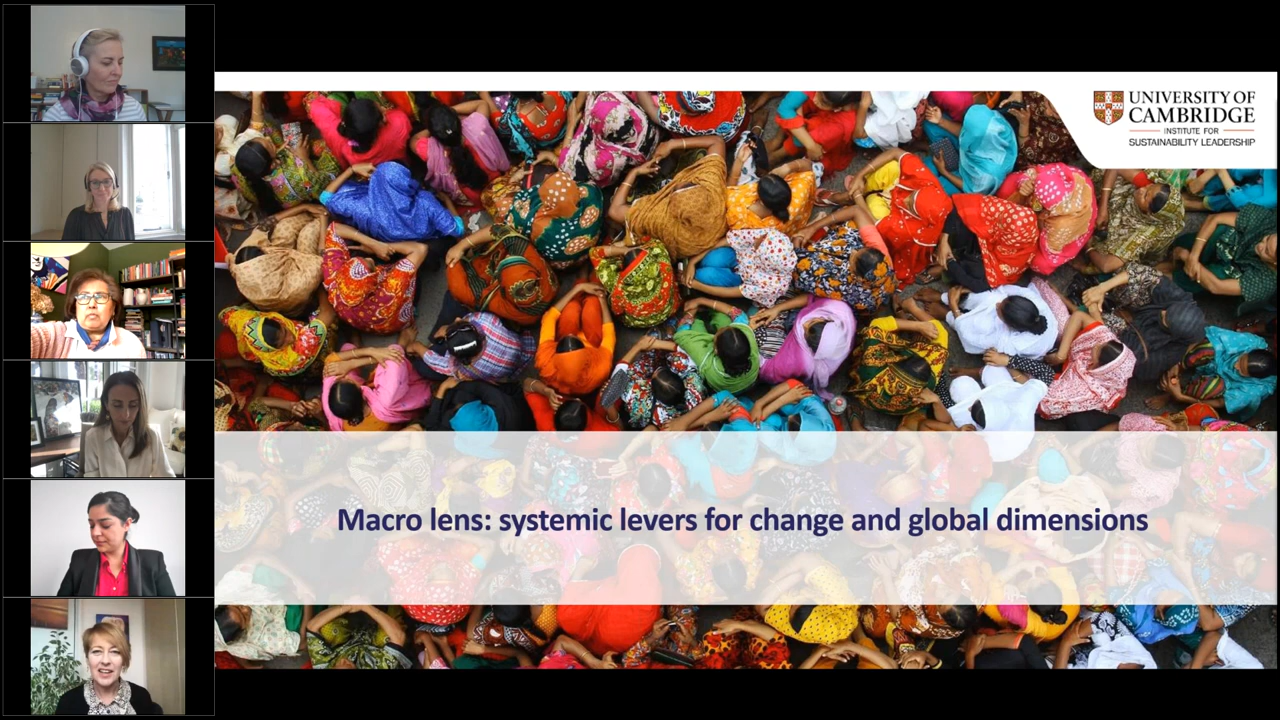 UNIVERSITY OF
CAMBRIDGE
INSTITUTE FOR
SUSTAINABILITY LEADERSHIP
Macro lens: systemic levers for change and global dimensions